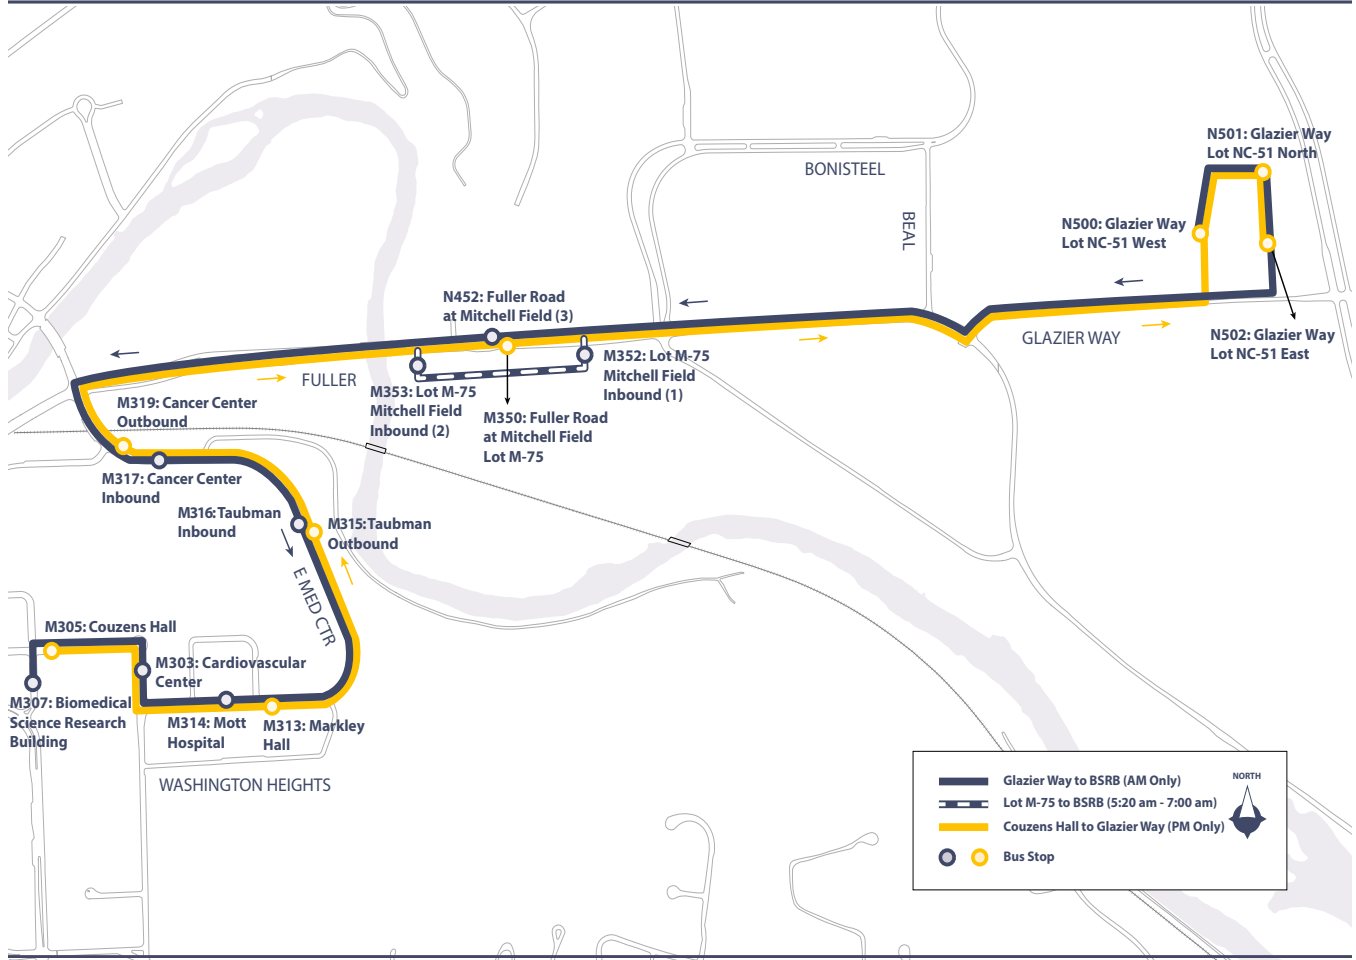 N501: Glazier Way
Lot NC-51 North
BONISTEEL
BEAL
N500: Glazier Way
Lot NC-51 West
N452: Fuller Road
at Mitchell Field (3)
GLAZIER WAY
N502: Glazier Way
Lot NC-51 East
M352: Lot M-75
Mitchell Field
Inbound (1)
FULLER
M353: Lot M-75
Mitchell Field
Inbound (2)
M350: Fuller Road
at Mitchell Field
Lot M-75
M319: Cancer Center
Outbound
M317: Cancer Center
Inbound
M316: Taubman
Inbound
M315: Taubman
Outbound
E MED CTR
M305: Couzens Hall
M303: Cardiovascular
Center
M307: Biomedical
Science Research
Building
M314: Mott
Hospital
M313: Markley
Hall
WASHINGTON HEIGHTS
Glazier Way to BSRB (AM Only)
Lot M-75 to BSRB (5:20 am - 7:00 am)
Couzens Hall to Glazier Way (PM Only)
Bus Stop
NORTH